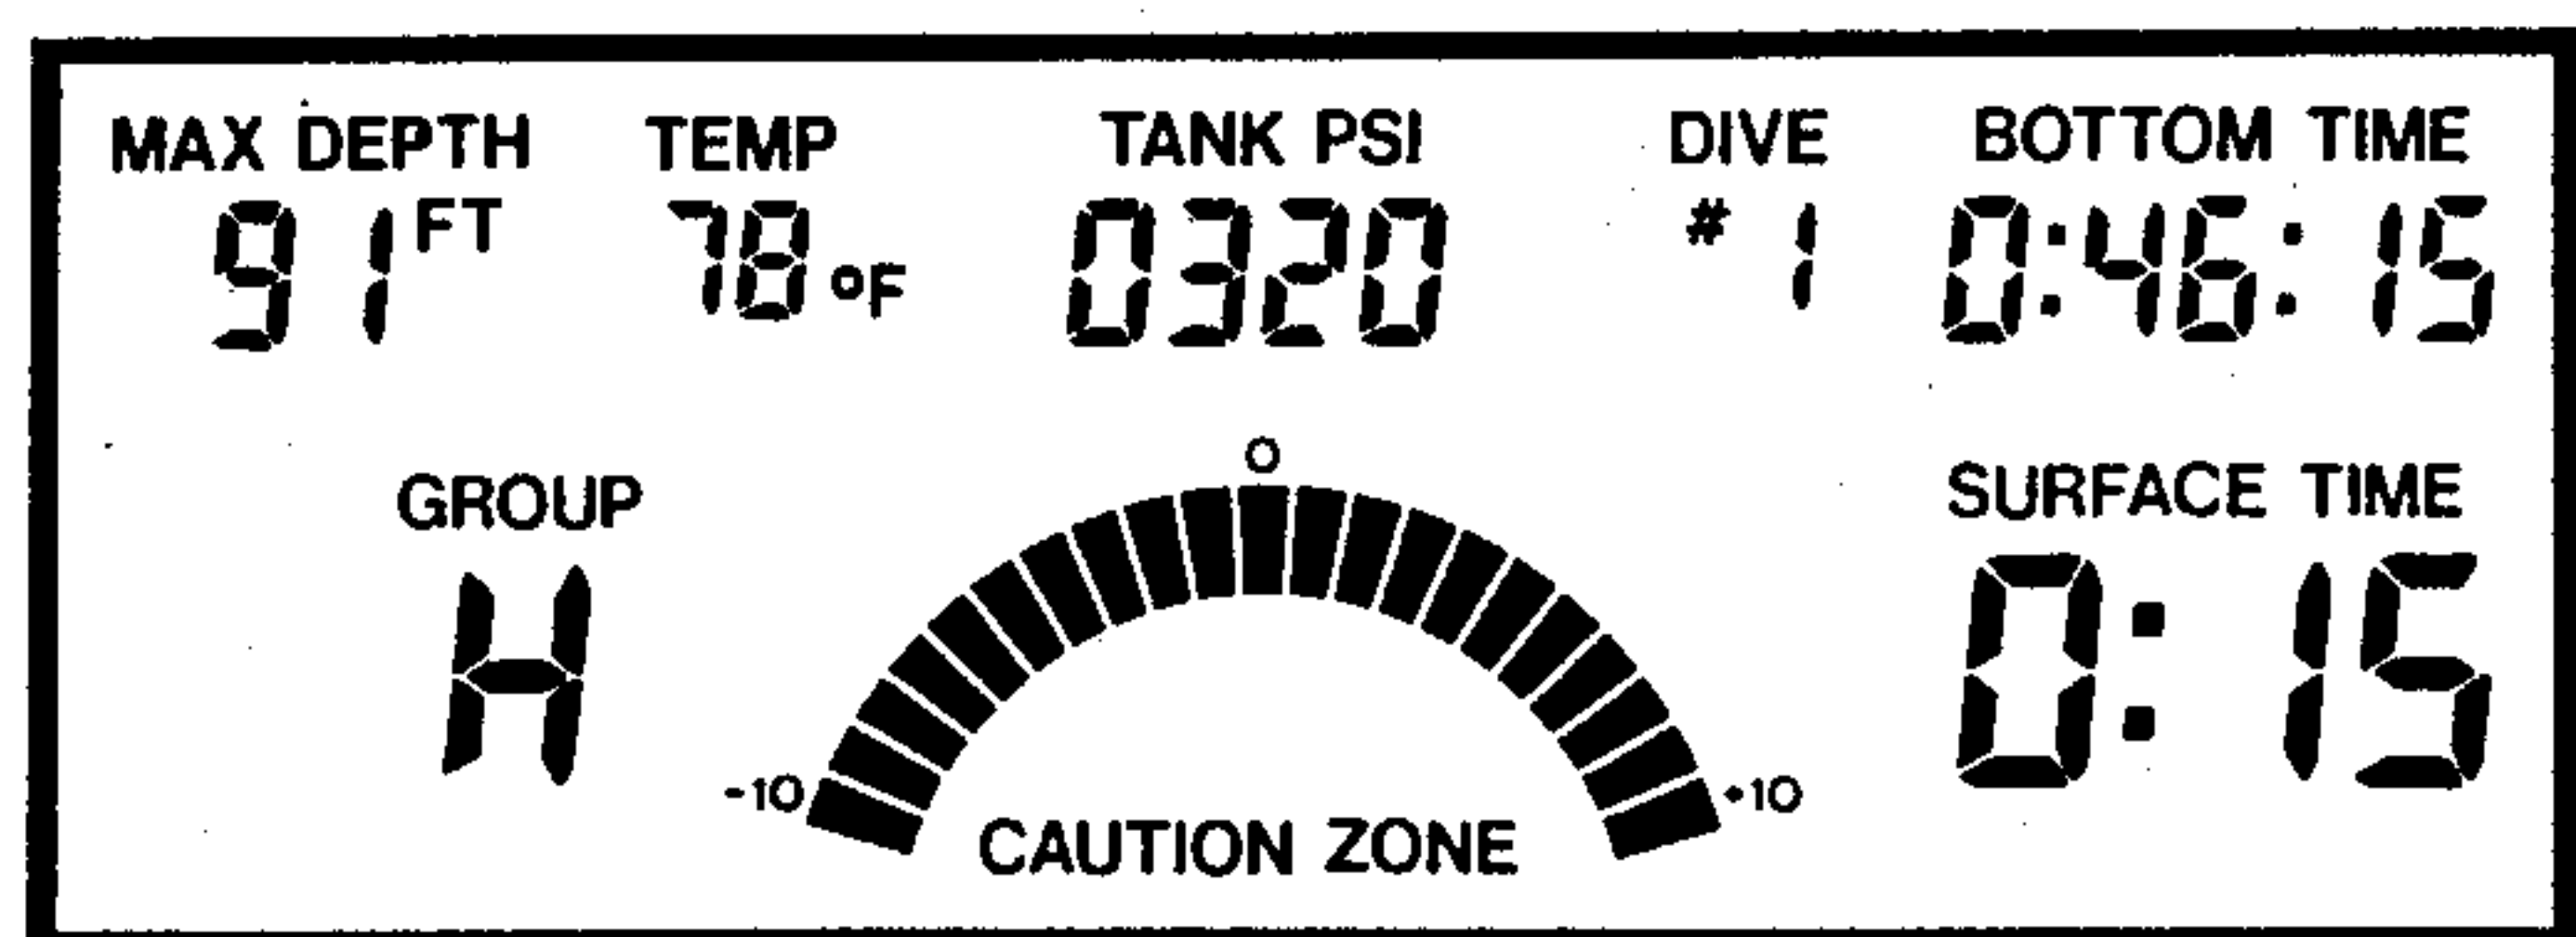 MAX DEPTH TEMP TANK PSI DIVE BOTTOM TIME
91 FT 78 °F 0320 # 1 0:46:15
0
GROUP SURFACE TIME
H 0:15
-10 +10
CAUTION ZONE